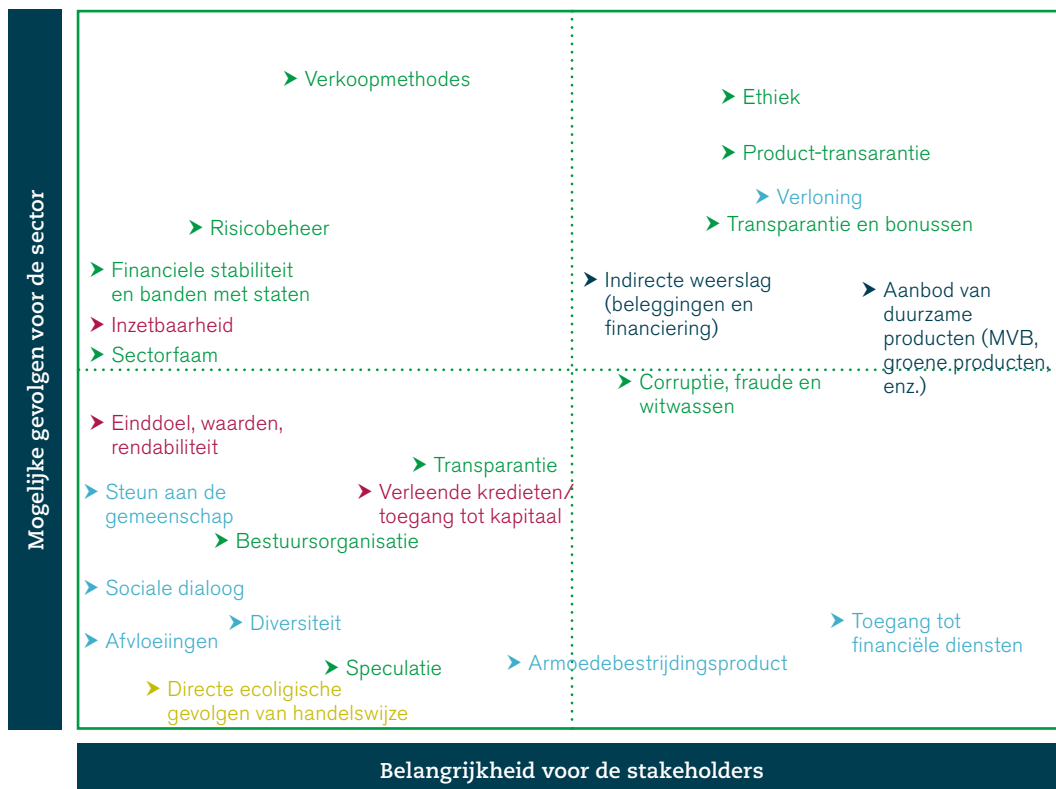 Mogelijke gevolgen voor de sector
Verkoopmethodes
Ethiek
Product-transarantie
Verloning
Transparantie en bonussen
Risicobeheer
Financiele stabiliteit
en banden met staten
Indirecte weerslag
(beleggingen en
financiering)
Aanbod van
duurzame
producten (MVB,
groene producten,
enz.)
Inzetbaarheid
Sectorfaam
Corruptie, fraude en
witwassen
Einddoel, waarden,
rendabiliteit
Transparantie
Steun aan de
gemeenschap
Verleende kredieten/
toegang tot kapitaal
Bestuursorganisatie
Sociale dialoog
Diversiteit
Afvloeiingen
Toegang tot
financiële diensten
Speculatie
Armoedebestrijdingsproduct
Directe ecoligische
gevolgen van handelswijze
Belangrijkheid voor de stakeholders